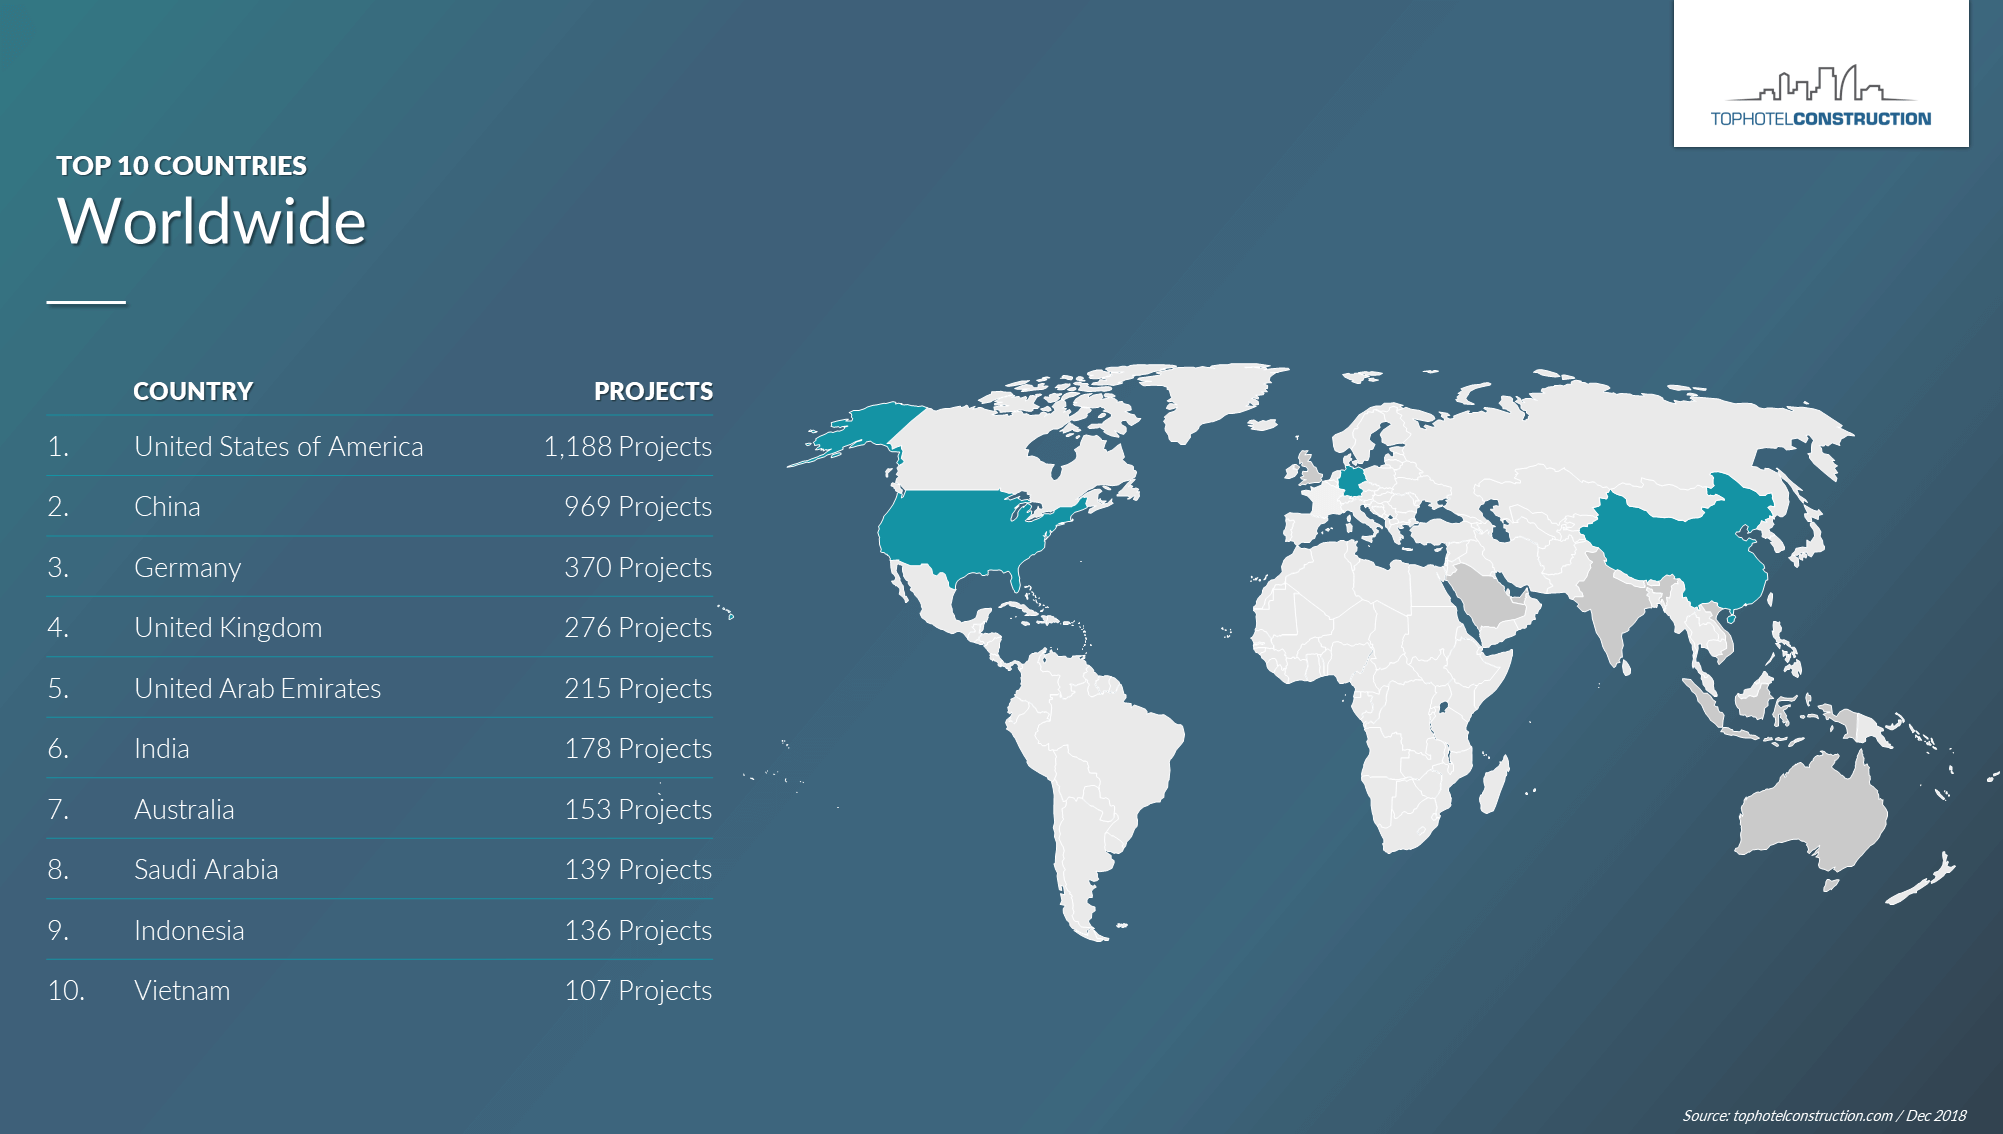 TOPHOTELCONSTRUCTION
TOP 10 COUNTRIES
Worldwide
COUNTRY PROJECTS
1. United States of America 1,188 Projects
2. China 969 Projects
3. Germany 370 Projects
4. United Kingdom 276 Projects
5. United Arab Emirates 215 Projects
6. India 178 Projects
7. Australia 153 Projects
8. Saudi Arabia 139 Projects
9. Indonesia 136 Projects
10. Vietnam 107 Projects
Source: tophotelconstruction.com / Dec 2018